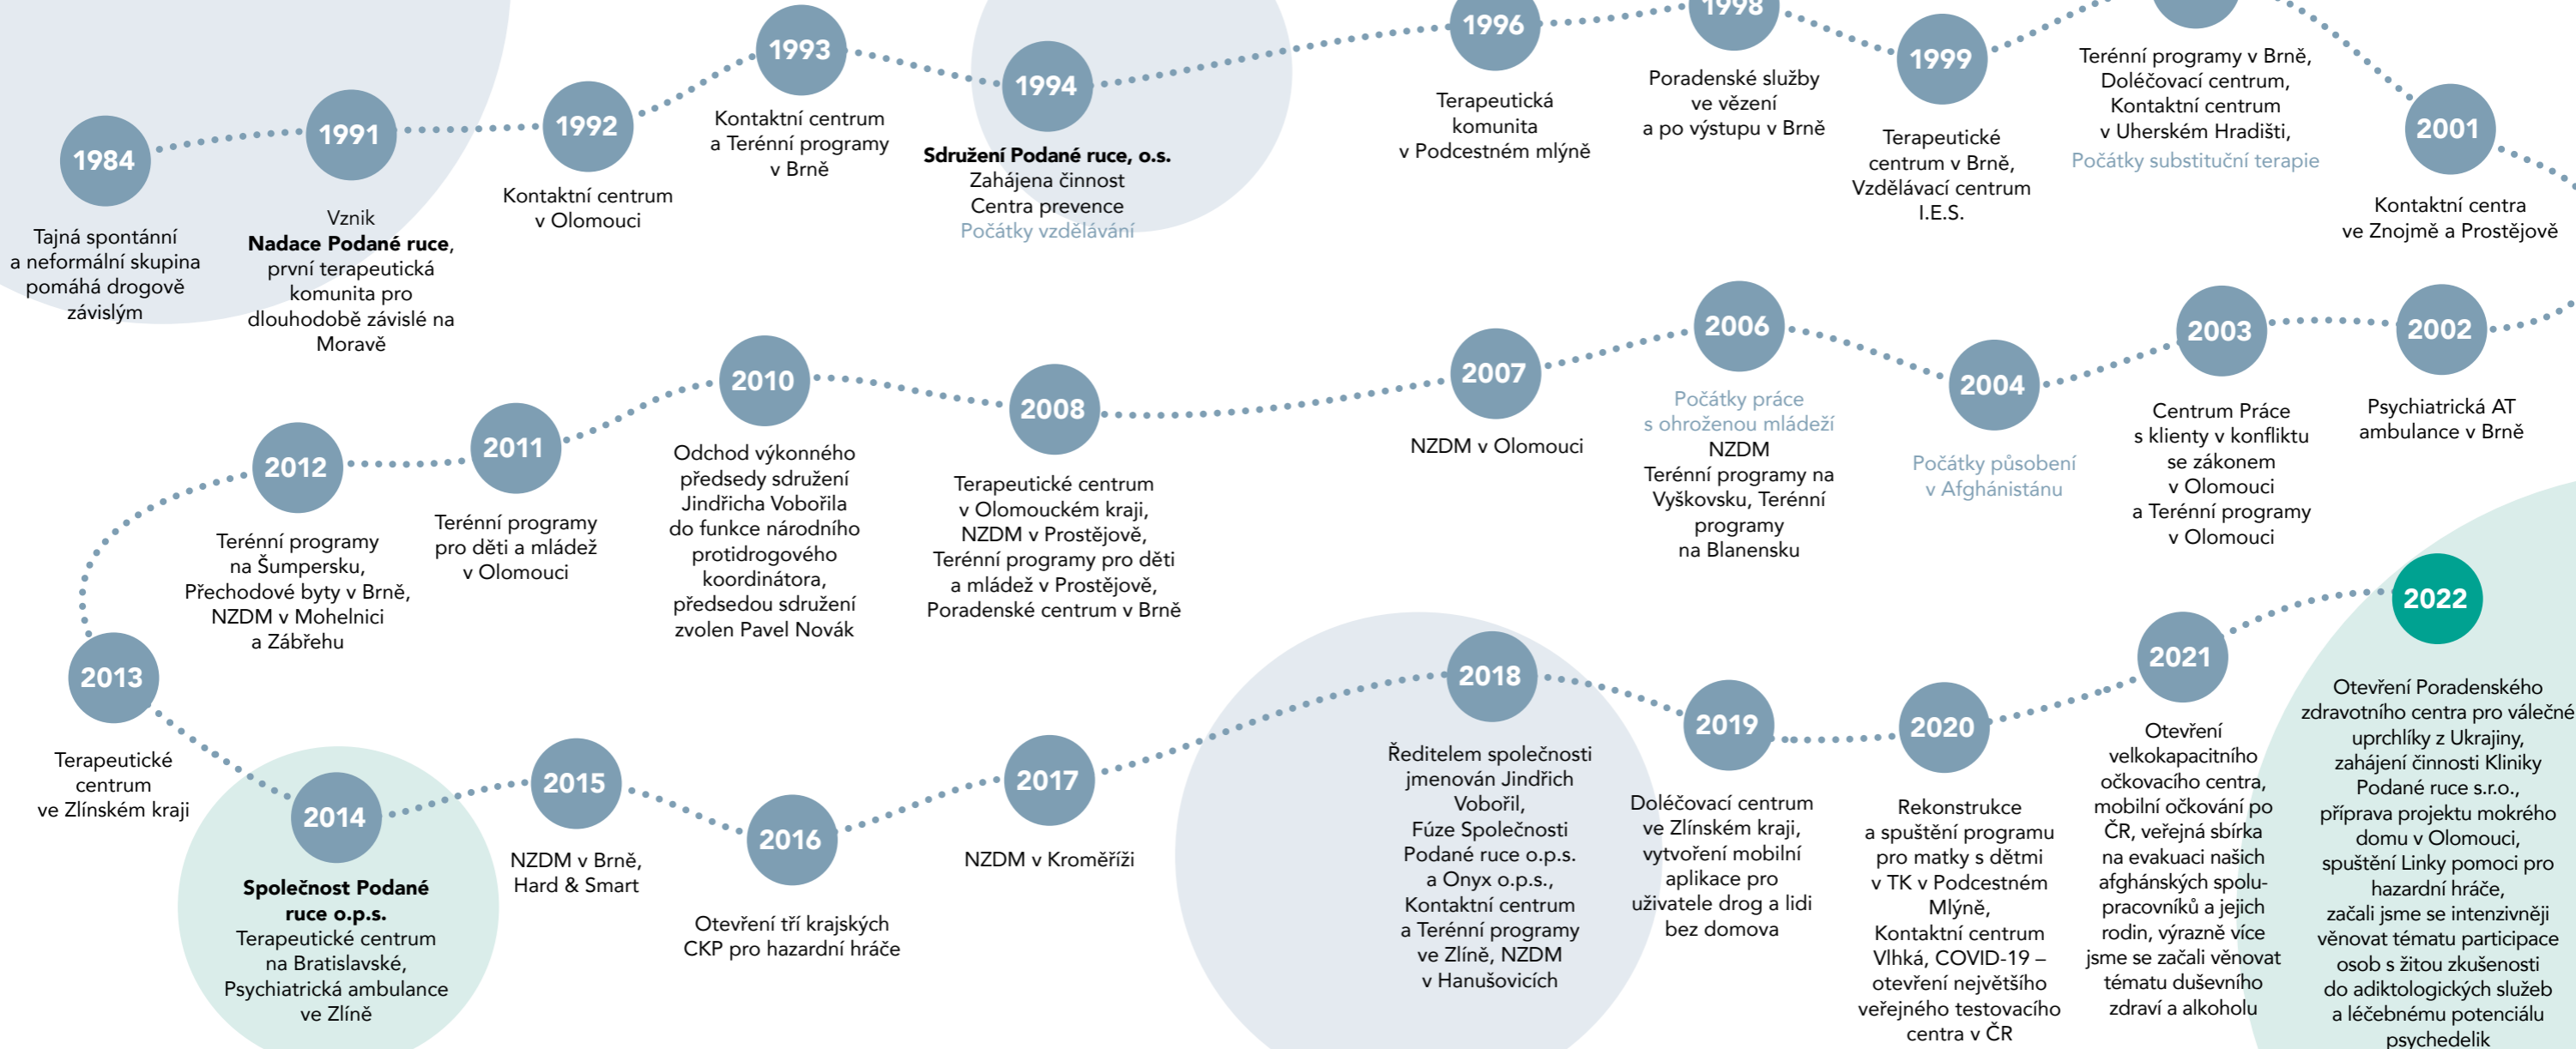 1984
Tajná spontánní
a neformální skupina
pomáhá drogově
závislým
1991
Vznik
Nadace Podané ruce,
první terapeutická
komunita pro
dlouhodobě závislé na
Moravě
1992
Kontaktní centrum
v Olomouci
1993
Kontaktní centrum
a Terénní programy
v Brně
1994
Sdružení Podané ruce, o.s.
Zahájena činnost
Centra prevence
Počátky vzdělávání
1996
Terapeutická
komunita
v Podcestném mlýně
1998
Poradenské služby
ve vězení
a po výstupu v Brně
1999
Terapeutické
centrum v Brně,
Vzdělávací centrum
I.E.S.
Terénní programy v Brně,
Doléčovací centrum,
Kontaktní centrum
v Uherském Hradišti,
Počátky substituční terapie
2001
Kontaktní centra
ve Znojmě a Prostějově
2002
Psychiatrická AT
ambulance v Brně
2003
Centrum Práce
s klienty v konfliktu
se zákonem
v Olomouci
a Terénní programy
v Olomouci
2004
Počátky působení
v Afghánistánu
2006
Počátky práce
s ohroženou mládeží
NZDM
Terénní programy na
Vyškovsku, Terénní
programy
na Blanensku
2007
NZDM v Olomouci
2008
Terapeutické centrum
v Olomouckém kraji,
NZDM v Prostějově,
Terénní programy pro děti
a mládež v Prostějově,
Poradenské centrum v Brně
2010
Odchod výkonného
předsedy sdružení
Jindřicha Vobořila
do funkce národního
protidrogového
koordinátora,
předsedou sdružení
zvolen Pavel Novák
2011
Terénní programy
pro děti a mládež
v Olomouci
2012
Terénní programy
na Šumpersku,
Přechodové byty v Brně,
NZDM v Mohelnici
a Zábřehu
2013
Terapeutické
centrum
ve Zlínském kraji
2014
Společnost Podané
ruce o.p.s.
Terapeutické centrum
na Bratislavské,
Psychiatrická ambulance
ve Zlíně
2015
NZDM v Brně,
Hard & Smart
2016
Otevření tří krajských
CKP pro hazardní hráče
2017
NZDM v Kroměříži
2018
Ředitelem společnosti
jmenován Jindřich
Vobořil,
Fúze Společnosti
Podané ruce o.p.s.
a Onyx o.p.s.,
Kontaktní centrum
a Terénní programy
ve Zlíně, NZDM
v Hanušovicích
2019
Doléčovací centrum
ve Zlínském kraji,
vytvoření mobilní
aplikace pro
uživatele drog a lidi
bez domova
2020
Rekonstrukce
a spuštění programu
pro matky s dětmi
v TK v Podcestném
Mlýně,
Kontaktní centrum
Vlhká, COVID-19 –
otevření největšího
veřejného testovacího
centra v ČR
2021
Otevření
velkokapacitního
očkovacího centra,
mobilní očkování po
ČR, veřejná sbírka
na evakuaci našich
afghánských spolu-
pracovníků a jejich
rodin, výrazně více
jsme se začali věnovat
tématu duševního
zdraví a alkoholu
2022
Otevření Poradenského
zdravotního centra pro válečné
uprchlíky z Ukrajiny,
zahájení činnosti Kliniky
Podané ruce s.r.o.,
příprava projektu mokrého
domu v Olomouci,
spuštění Linky pomoci pro
hazardní hráče,
začali jsme se intenzivněji
věnovat tématu participace
osob s žitou zkušenosti
do adiktologických služeb
a léčebnému potenciálu
psychedelik